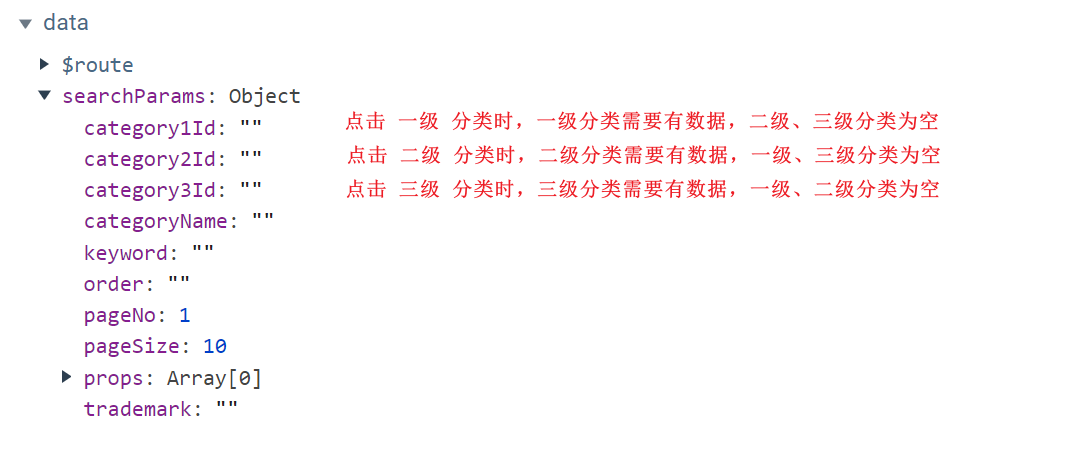 data
$route
searchParams: Object
category1Id: "" 点击 一级 分类时，一级分类需要有数据，二级、三级分类为空
category2Id: "" 点击 二级 分类时，二级分类需要有数据，一级、三级分类为空
category3Id: "" 点击 三级 分类时，三级分类需要有数据，一级、二级分类为空
categoryName: ""
keyword: ""
order: ""
pageNo: 1
pageSize: 10
props: Array[0]
trademark: ""